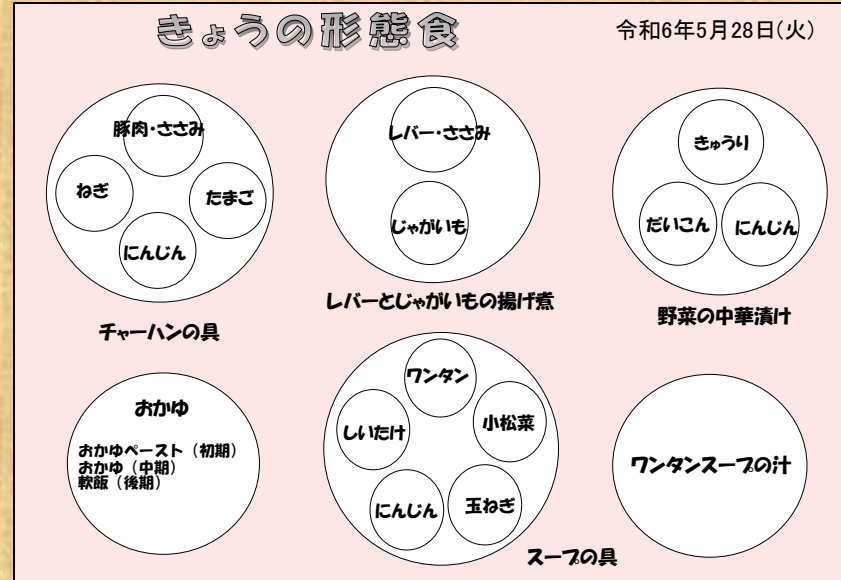 きょうの形態食
令和6年5月28日(火)
豚肉・ささみ
ねぎ
たまご
にんじん
チャーハンの具
レバー・ささみ
じゃがいも
レバーとじゃがいもの揚げ煮
きゅうり
だいこん
にんじん
野菜の中華漬け
おかゆ
おかゆペースト（初期）
おかゆ（中期）
軟飯（後期）
ワンタン
しいたけ
小松菜
にんじん
玉ねぎ
スープの具
ワンタンスープの汁